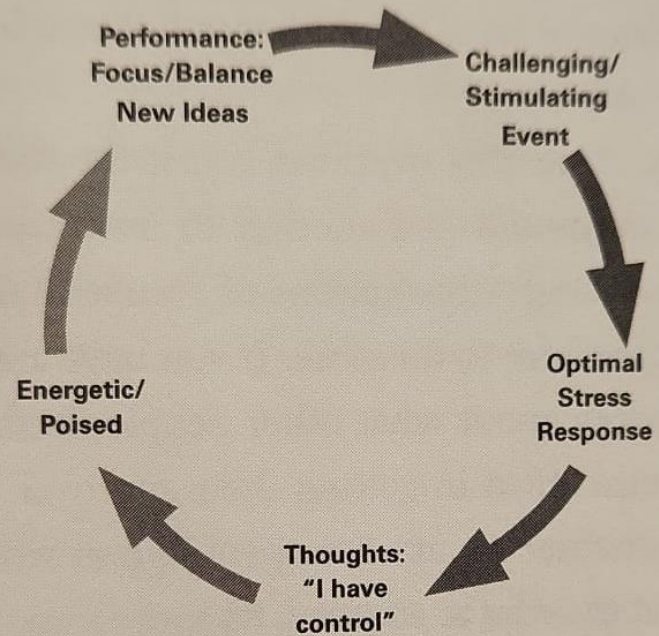 Performance:
Focus/Balance
New Ideas
Challenging/
Stimulating
Event
Optimal
Stress
Response
Thoughts:
"I have
control"
Energetic/
Poised